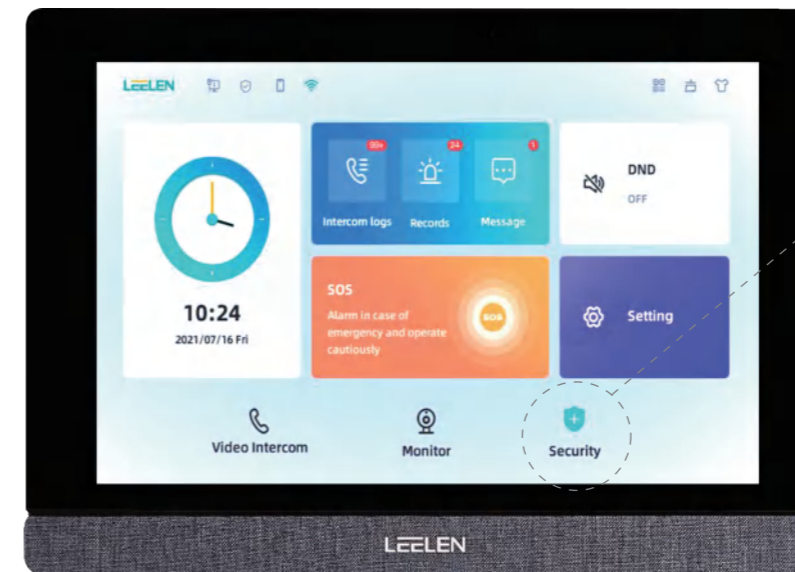 LEELEN
99+
24
1
Intercom logs
Records
Message
DND
OFF
10:24
2021/07/16 Fri
SOS
Alarm in case of
emergency and operate
cautiously
SOS
Setting
Video Intercom
Monitor
Security
LEELEN